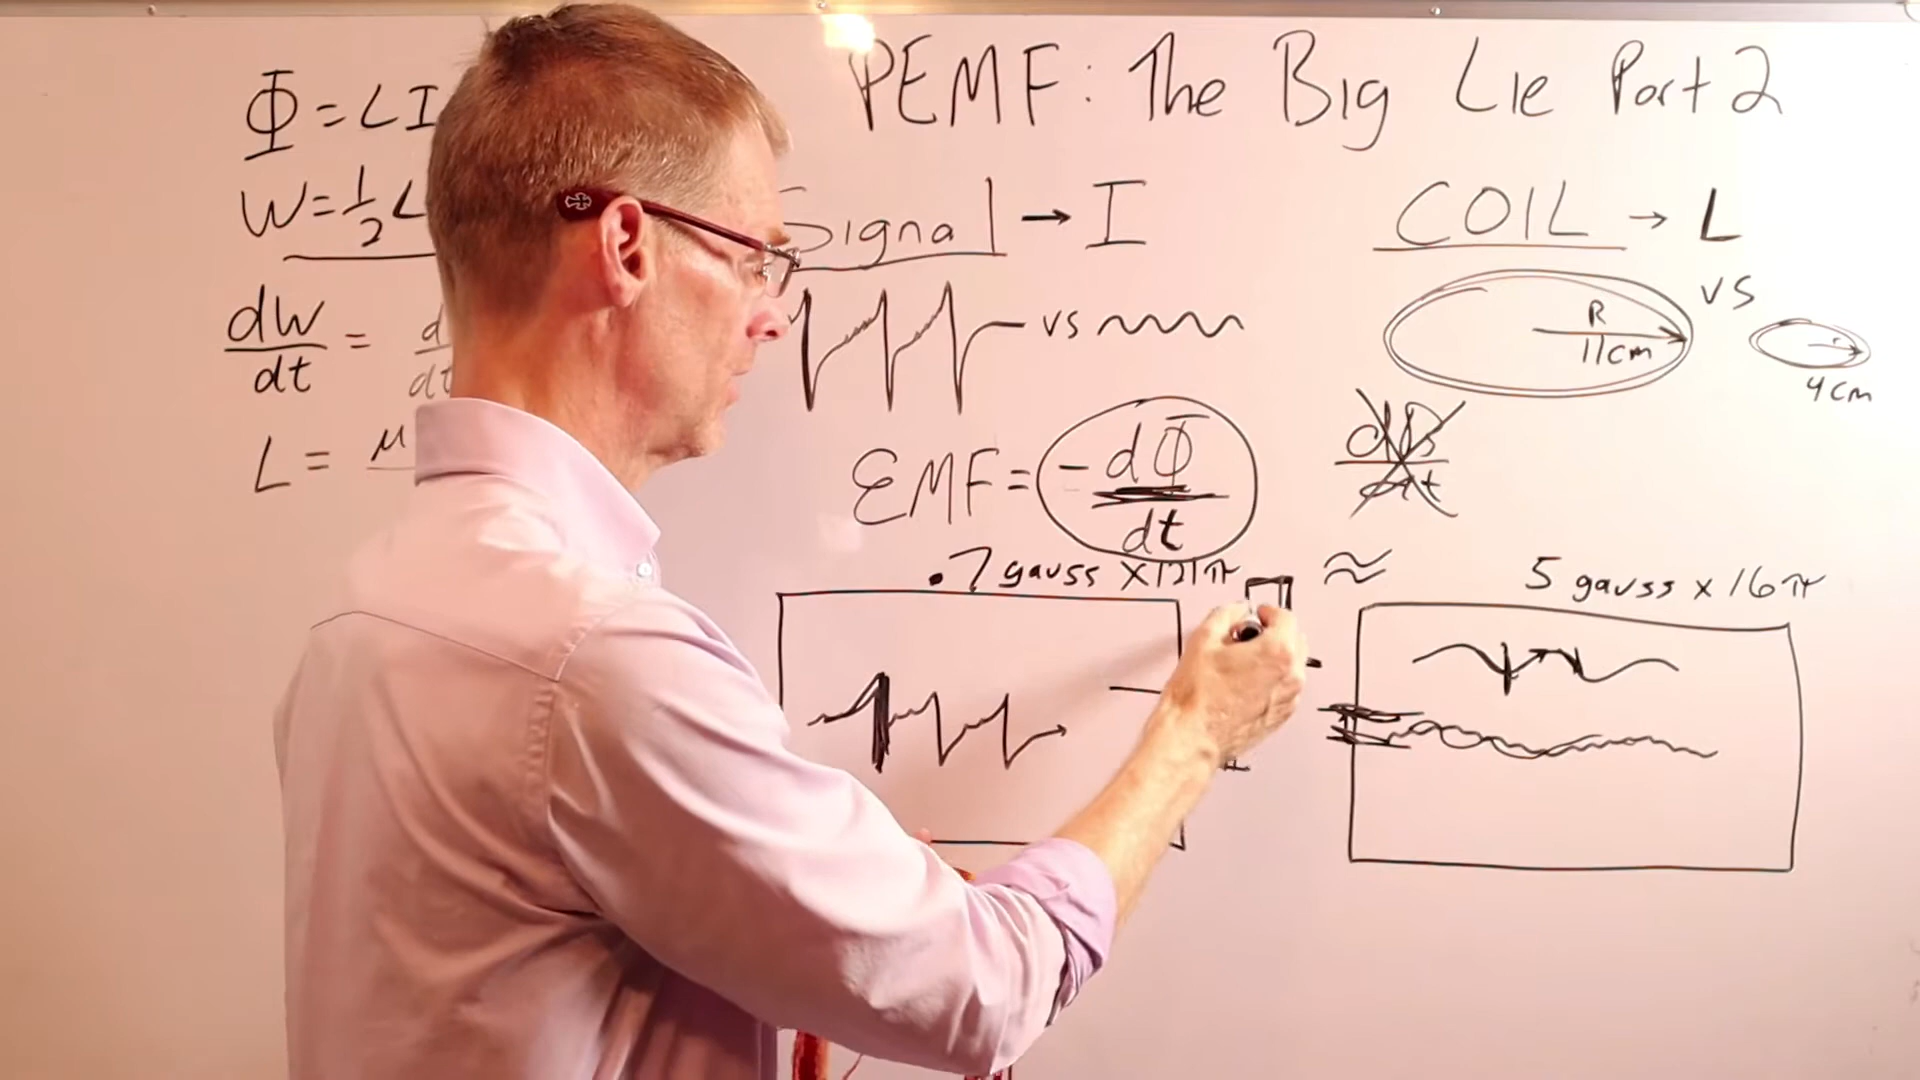 PEMF: The Big Lie Part 2
Φ = LI
W = 1/2 L
dW/dt = d/dt
L = μ
Signal → I
vs
EMF = -dΦ/dt
COIL → L
R
11cm
vs
r
4cm
dB/dt
.7 gauss x 121π ≈ 5 gauss x 16π